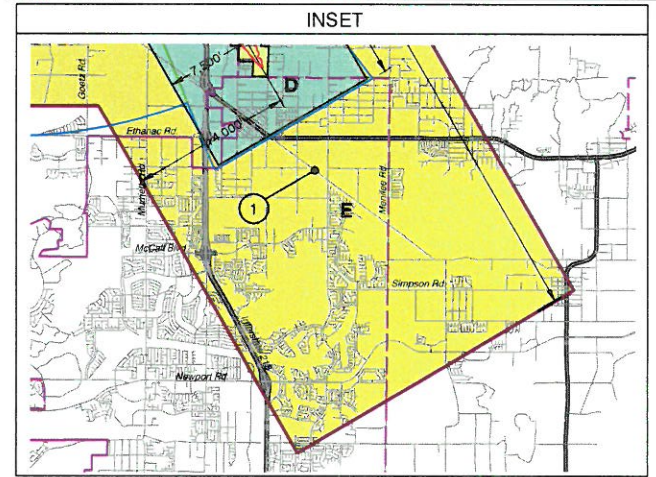 INSET
Goetz Rd.
7,500'
D
14,000'
Ethanac Rd
Murrieta Rd
1
E
Menifee Rd
McCall Blvd
Simpson Rd
Newport Rd